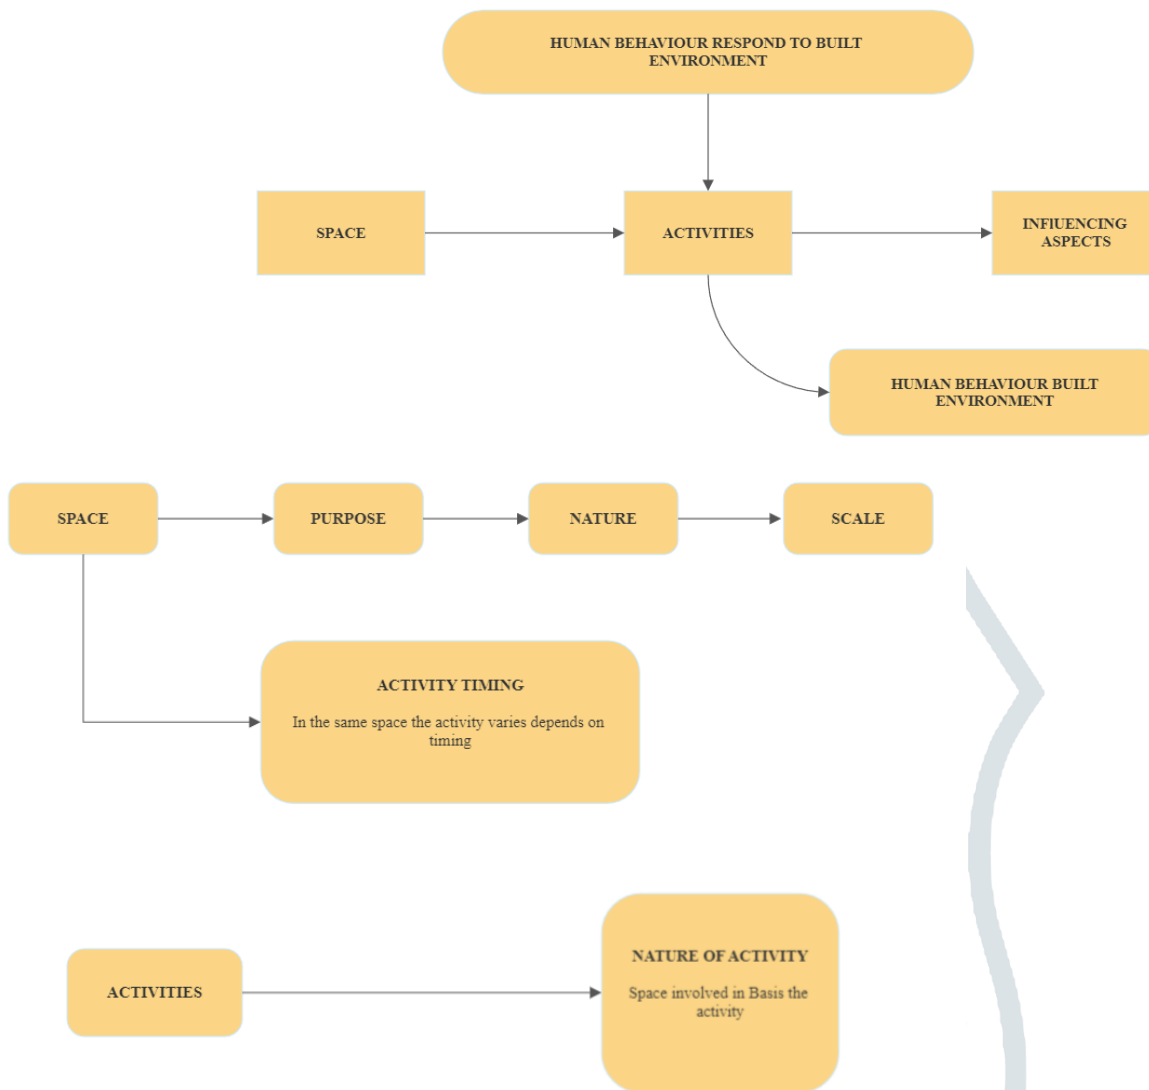 HUMAN BEHAVIOUR RESPOND TO BUILT
ENVIRONMENT
SPACE
ACTIVITIES
INFlUENCING
ASPECTS
HUMAN BEHAVIOUR BUILT
ENVIRONMENT
SPACE
PURPOSE
NATURE
SCALE
ACTIVITY TIMING
In the same space the activity varies depends on
timing
ACTIVITIES
NATURE OF ACTIVITY
Space involved in Basis the
activity